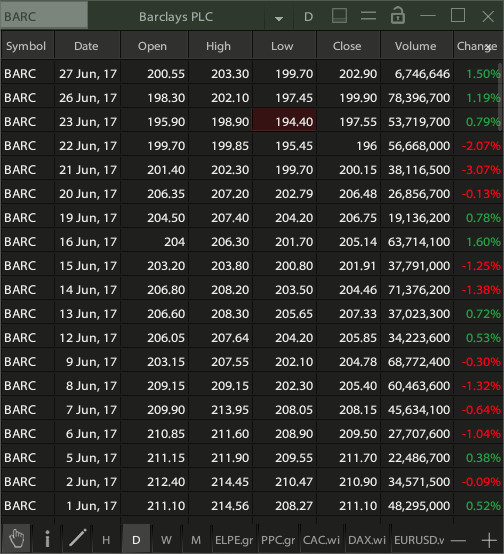 BARC Barclays PLC D
Symbol Date Open High Low Close Volume Change
BARC 27 Jun, 17 200.55 203.30 199.70 202.90 6,746,646 1.50%
BARC 26 Jun, 17 198.30 202.10 197.45 199.90 78,396,700 1.19%
BARC 23 Jun, 17 195.90 198.90 194.40 197.55 53,719,700 0.79%
BARC 22 Jun, 17 199.70 199.85 195.45 196 56,668,000 -2.07%
BARC 21 Jun, 17 201.40 202.30 199.70 200.15 38,116,500 -3.07%
BARC 20 Jun, 17 206.35 207.20 202.79 206.48 26,856,700 -0.13%
BARC 19 Jun, 17 204.50 207.40 204.20 206.75 19,136,200 0.78%
BARC 16 Jun, 17 204 206.30 201.70 205.14 63,714,100 1.60%
BARC 15 Jun, 17 203.20 203.80 200.80 201.91 37,791,000 -1.25%
BARC 14 Jun, 17 206.80 208.20 203.50 204.46 71,376,200 -1.38%
BARC 13 Jun, 17 206.60 208.30 205.65 207.33 37,023,300 0.72%
BARC 12 Jun, 17 206.05 207.64 204.20 205.85 34,223,600 0.53%
BARC 9 Jun, 17 203.15 207.55 202.10 204.78 68,772,400 -0.30%
BARC 8 Jun, 17 209.15 209.15 202.30 205.40 60,463,600 -1.32%
BARC 7 Jun, 17 209.90 213.95 208.05 208.15 45,634,100 -0.64%
BARC 6 Jun, 17 210.85 211.60 208.90 209.50 27,707,600 -1.04%
BARC 5 Jun, 17 211.15 211.90 209.55 211.70 22,486,700 0.38%
BARC 2 Jun, 17 212.40 214.45 210.47 210.90 34,571,500 -0.09%
BARC 1 Jun, 17 211.10 214.56 208.27 211.10 48,295,000 0.52%
H D W M ELPE.gr PPC.gr CAC.wi DAX.wi EURUSD.v